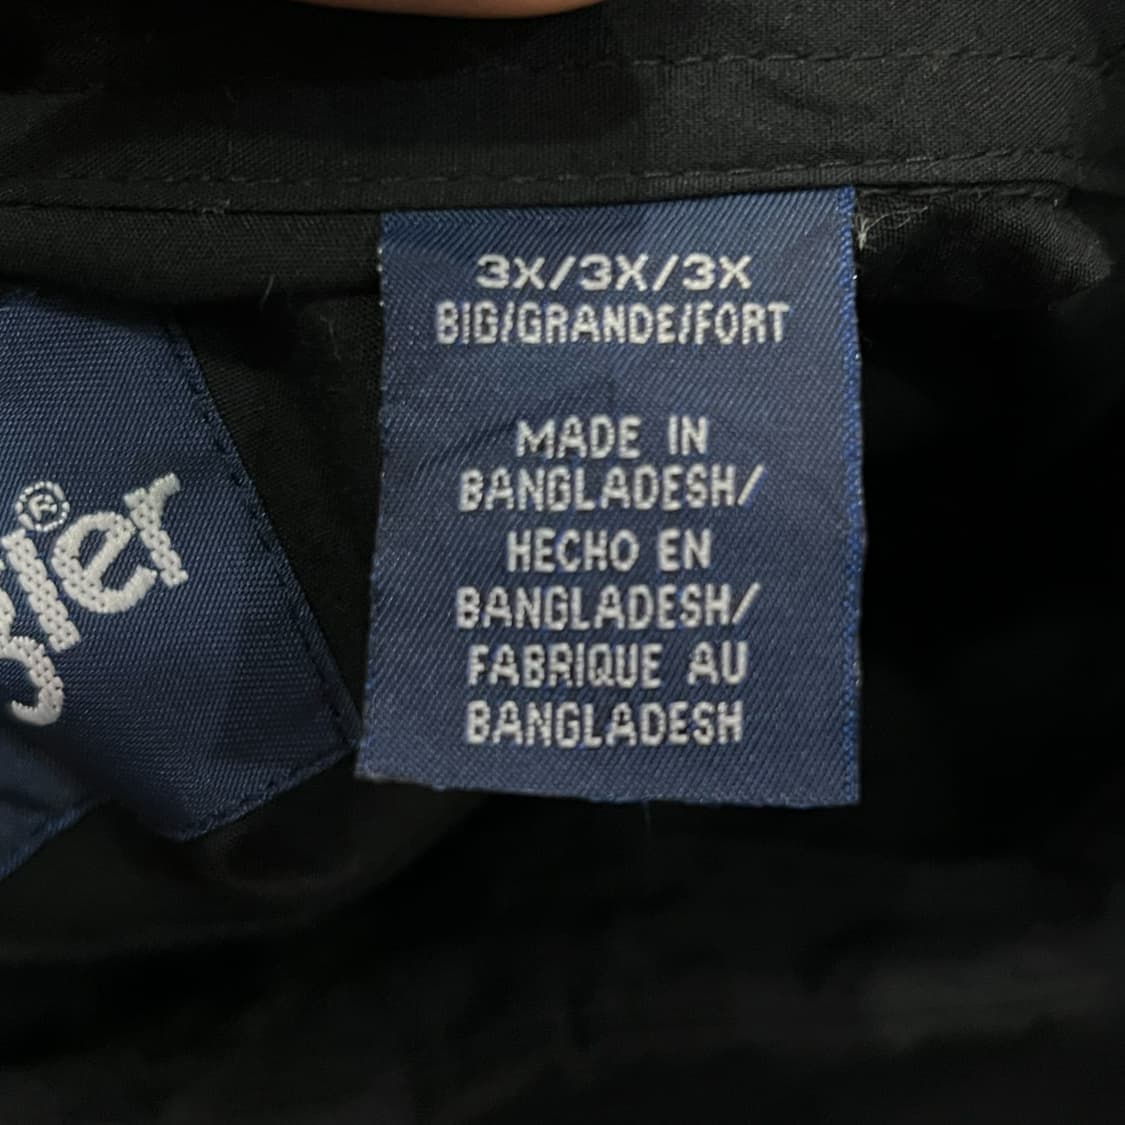 3X/3X/3X
BIG/GRANDE/FORT
MADE IN
BANGLADESH/
HECHO EN
BANGLADESH/
FABRIQUE AU
BANGLADESH